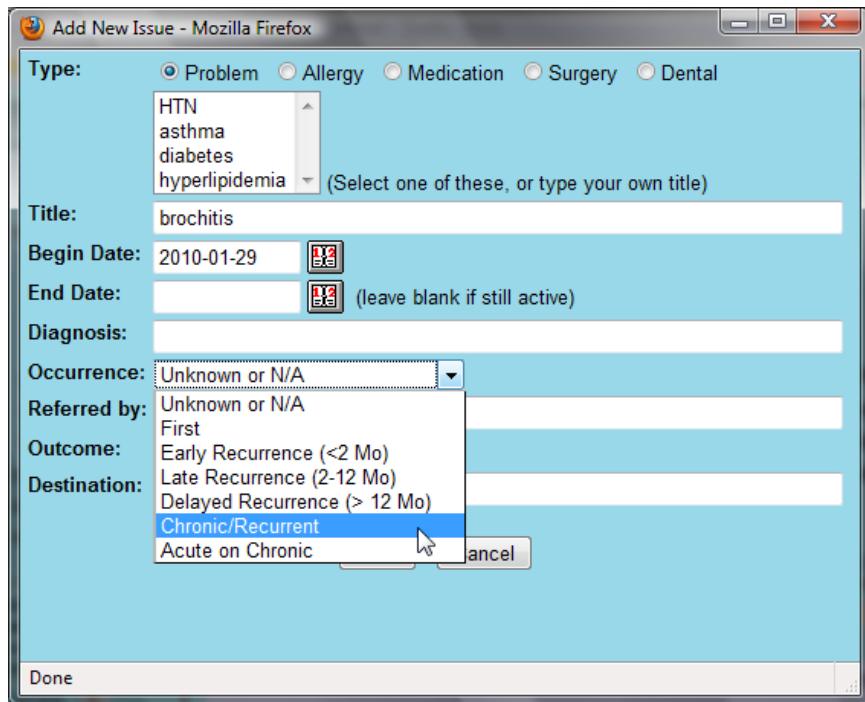 Add New Issue - Mozilla Firefox
Type: Problem Allergy Medication Surgery Dental
HTN
asthma
diabetes
hyperlipidemia (Select one of these, or type your own title)
Title: brochitis
Begin Date: 2010-01-29
End Date: (leave blank if still active)
Diagnosis:
Occurrence: Unknown or N/A
Referred by: Unknown or N/A
First
Outcome: Early Recurrence (<2 Mo)
Late Recurrence (2-12 Mo)
Destination: Delayed Recurrence (> 12 Mo)
Chronic/Recurrent
Acute on Chronic
ancel
Done